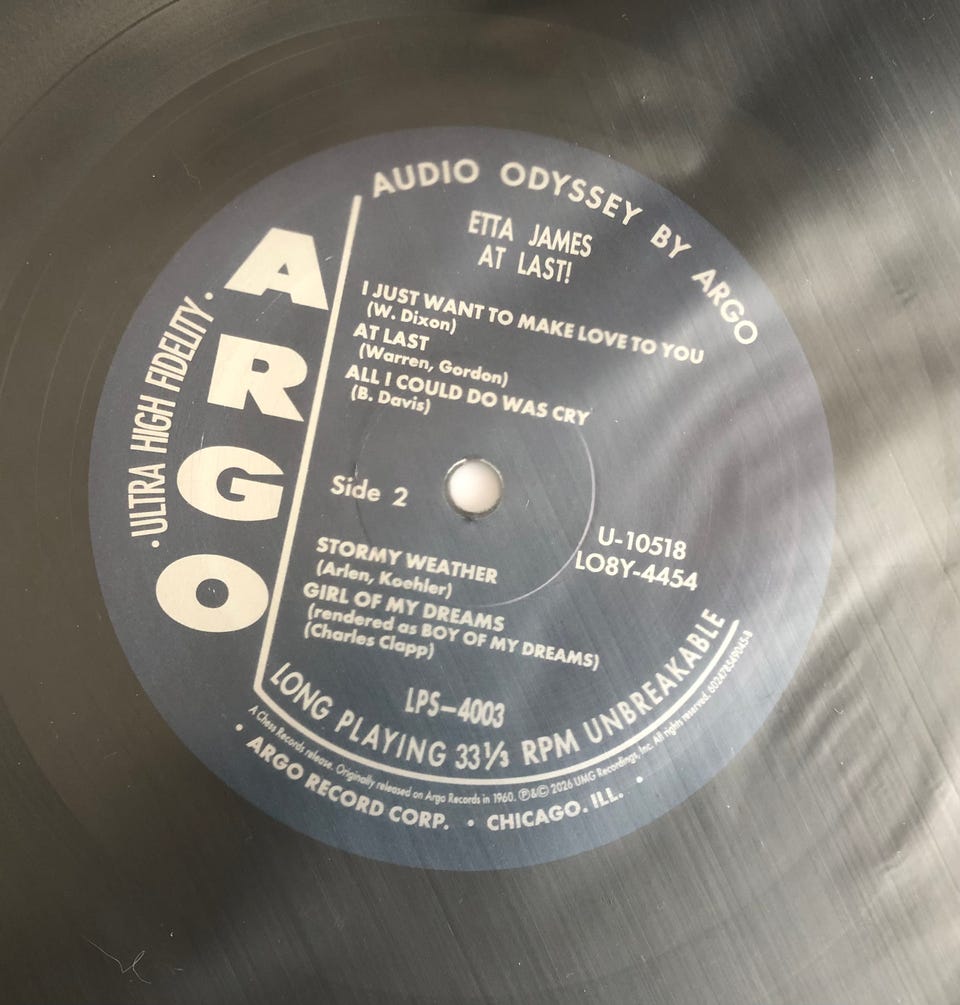 AUDIO ODYSSEY BY ARGO
ETTA JAMES
AT LAST!
· ULTRA HIGH FIDELITY ·
ARGO
I JUST WANT TO MAKE LOVE TO YOU
(W. Dixon)
AT LAST
(Warren, Gordon)
ALL I COULD DO WAS CRY
(B. Davis)
Side 2
U-10518
LO8Y-4454
STORMY WEATHER
(Arlen, Koehler)
GIRL OF MY DREAMS
(rendered as BOY OF MY DREAMS)
(Charles Clapp)
LPS-4003
LONG PLAYING 33⅓ RPM UNBREAKABLE
A Chess Records release. Originally released on Argo Records in 1960. ℗&© 2026 UMG Recordings, Inc. All rights reserved. 602478549045-B
· ARGO RECORD CORP. · CHICAGO. ILL. ·